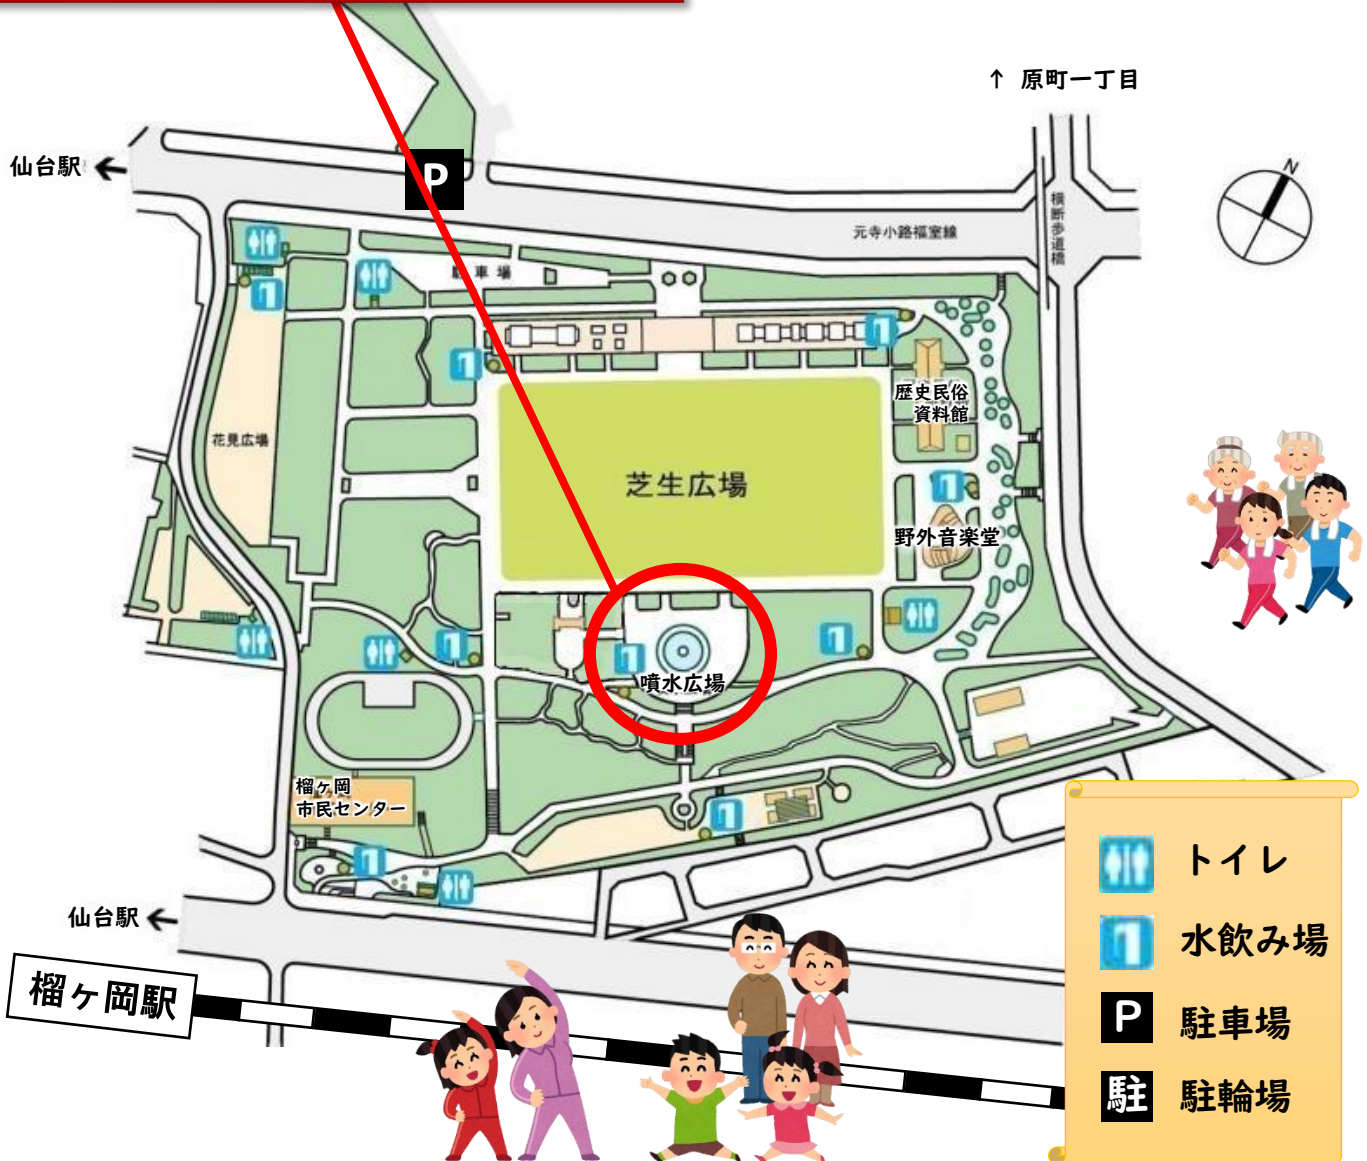 ↑ 原町一丁目
仙台駅 ←
P
N
元寺小路福室線
横断歩道橋
駐車場
歴史民俗
資料館
花見広場
芝生広場
野外音楽堂
噴水広場
榴ヶ岡
市民センター
仙台駅 ←
榴ヶ岡駅
トイレ
水飲み場
P 駐車場
駐 駐輪場